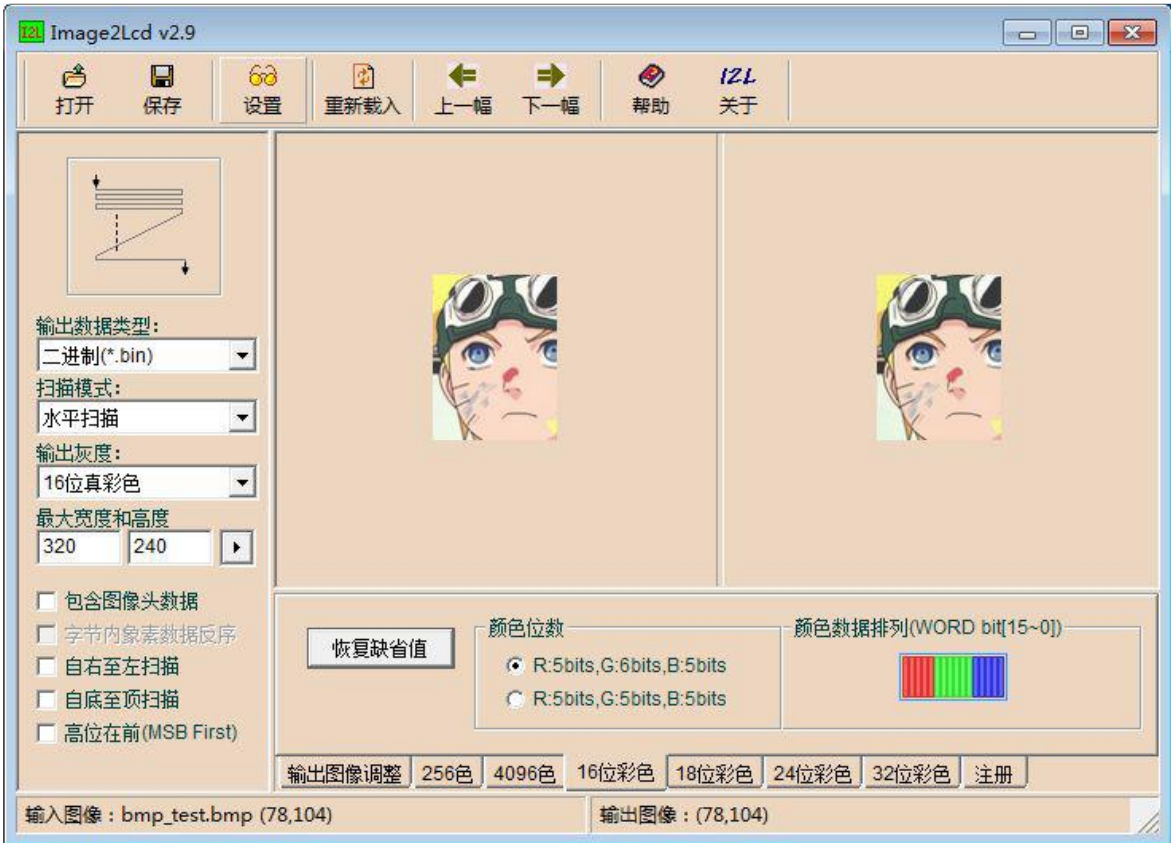 I2L Image2Lcd v2.9
打开 保存 设置 重新载入 上一幅 下一幅 帮助 关于
I2L
输出数据类型:
二进制(*.bin)
扫描模式:
水平扫描
输出灰度:
16位真彩色
最大宽度和高度
320 240
包含图像头数据
字节内象素数据反序
自右至左扫描
自底至顶扫描
高位在前(MSB First)
恢复缺省值
颜色位数
R:5bits,G:6bits,B:5bits
R:5bits,G:5bits,B:5bits
颜色数据排列(WORD bit[15~0])
输出图像调整 256色 4096色 16位彩色 18位彩色 24位彩色 32位彩色 注册
输入图像：bmp_test.bmp (78,104)
输出图像：(78,104)